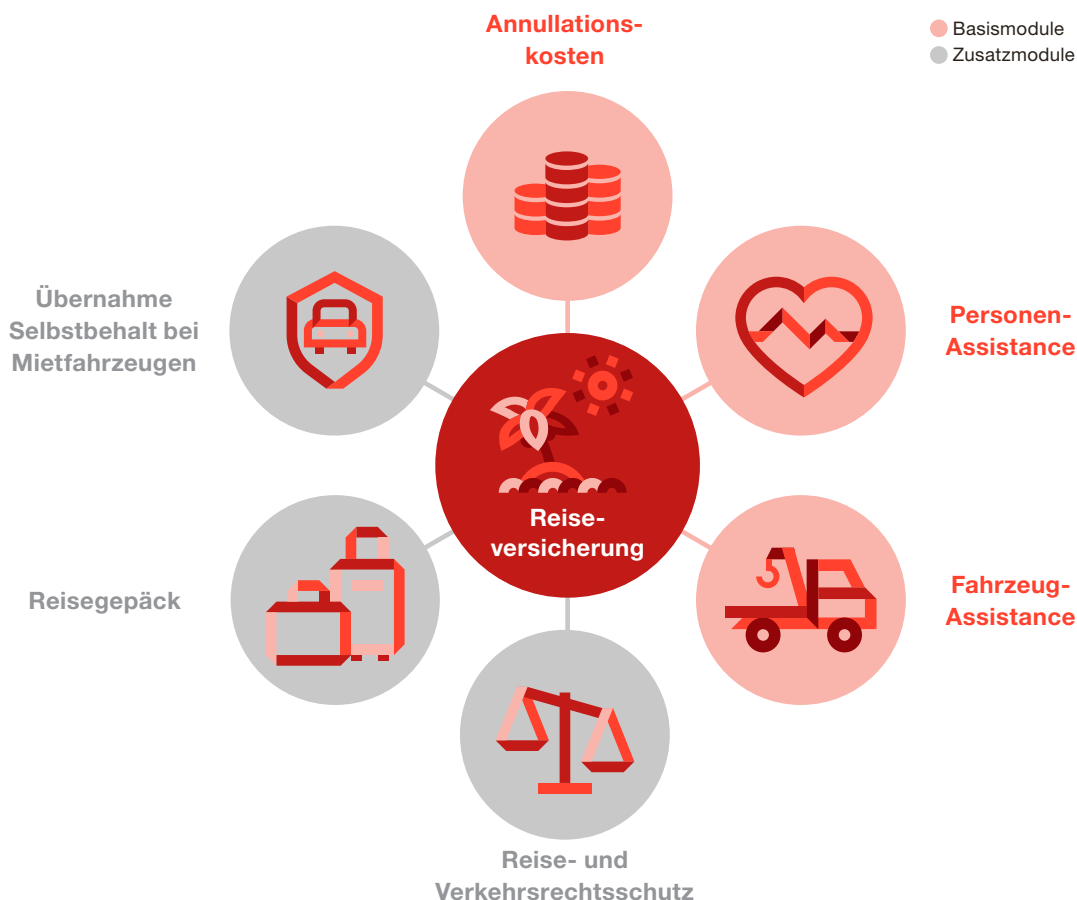 Annullations-
kosten
Basismodule
Zusatzmodule
Übernahme
Selbstbehalt bei
Mietfahrzeugen
Personen-
Assistance
Reise-
versicherung
Reisegepäck
Fahrzeug-
Assistance
Reise- und
Verkehrsrechtsschutz